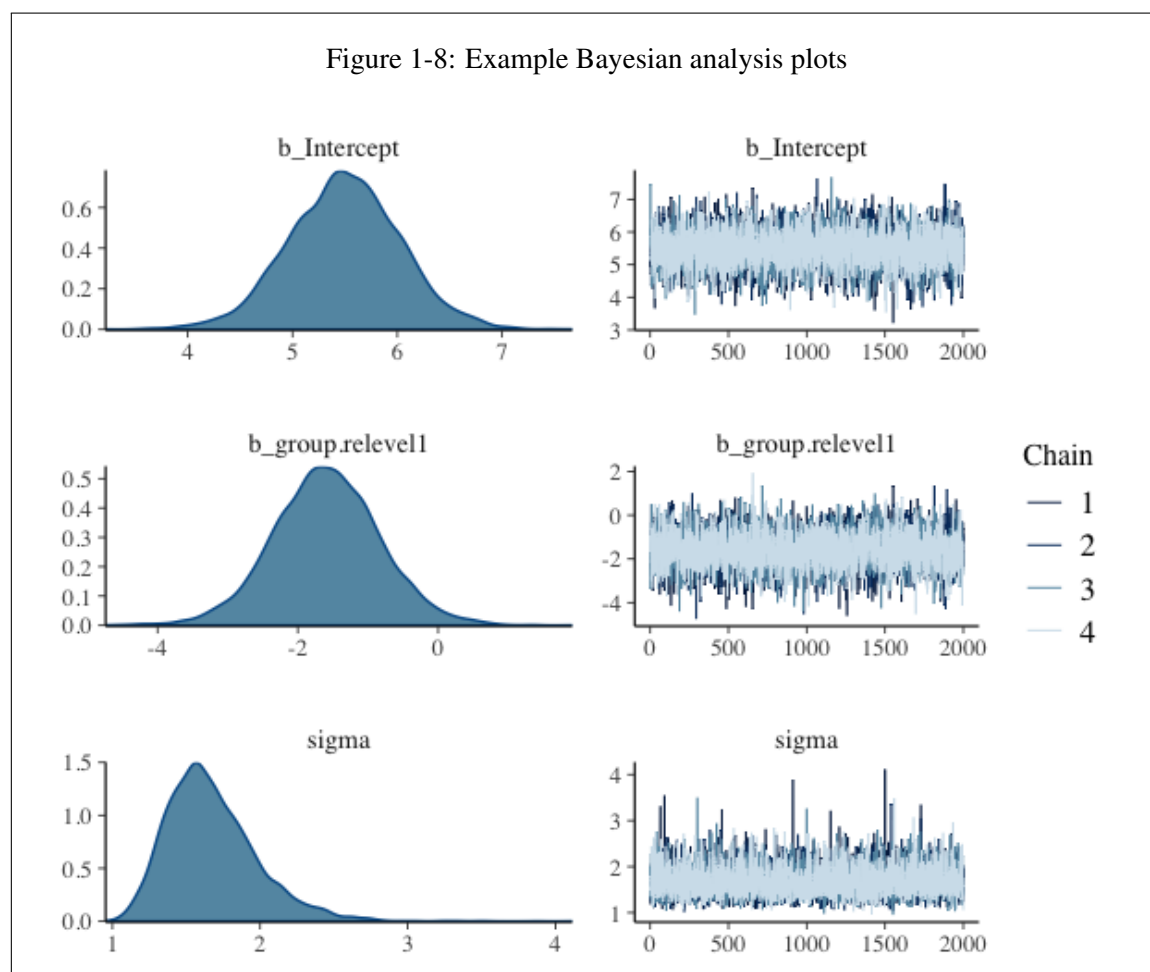 Figure 1-8: Example Bayesian analysis plots
b_Intercept
0.6
0.4
0.2
0.0
4 5 6 7
b_Intercept
7
6
5
4
3
0 500 1000 1500 2000
b_group.relevel1
0.5
0.4
0.3
0.2
0.1
0.0
-4 -2 0
b_group.relevel1
2
0
-2
-4
0 500 1000 1500 2000
Chain
1
2
3
4
sigma
1.5
1.0
0.5
0.0
1 2 3 4
sigma
4
3
2
1
0 500 1000 1500 2000